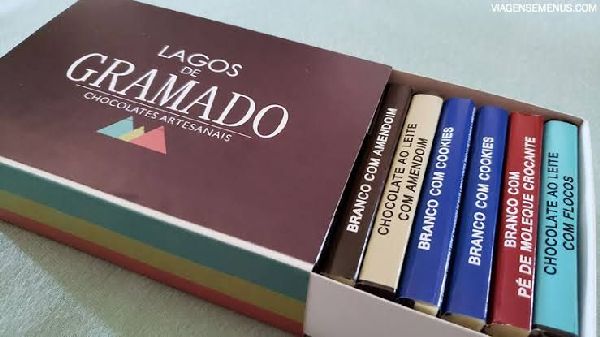 VIAGENSEMENUS.COM
LAGOS
DE
GRAMADO
CHOCOLATES ARTESANAIS
BRANCO COM AMENDOIM
CHOCOLATE AO LEITE
COM AMENDOIM
BRANCO COM COOKIES
BRANCO COM COOKIES
BRANCO COM
PÉ DE MOLEQUE CROCANTE
CHOCOLATE AO LEITE
COM FLOCOS